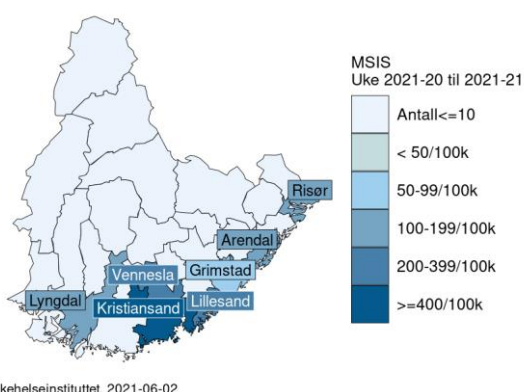 MSIS
Uke 2021-20 til 2021-21
Antall<=10
< 50/100k
50-99/100k
100-199/100k
200-399/100k
>=400/100k
Risør
Arendal
Vennesla
Grimstad
Lyngdal
Kristiansand
Lillesand
kehelseinstituttet, 2021-06-02